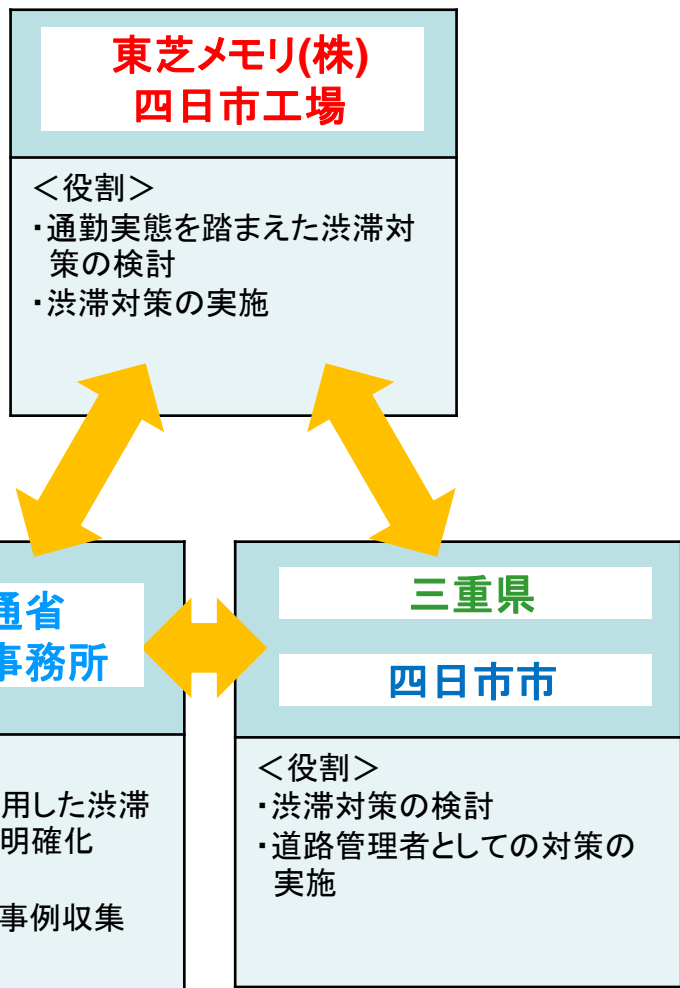 東芝メモリ(株)
四日市工場
＜役割＞
・通勤実態を踏まえた渋滞対
策の検討
・渋滞対策の実施
通省
事務所
用した渋滞
明確化
事例収集
三重県
四日市市
＜役割＞
・渋滞対策の検討
・道路管理者としての対策の
実施